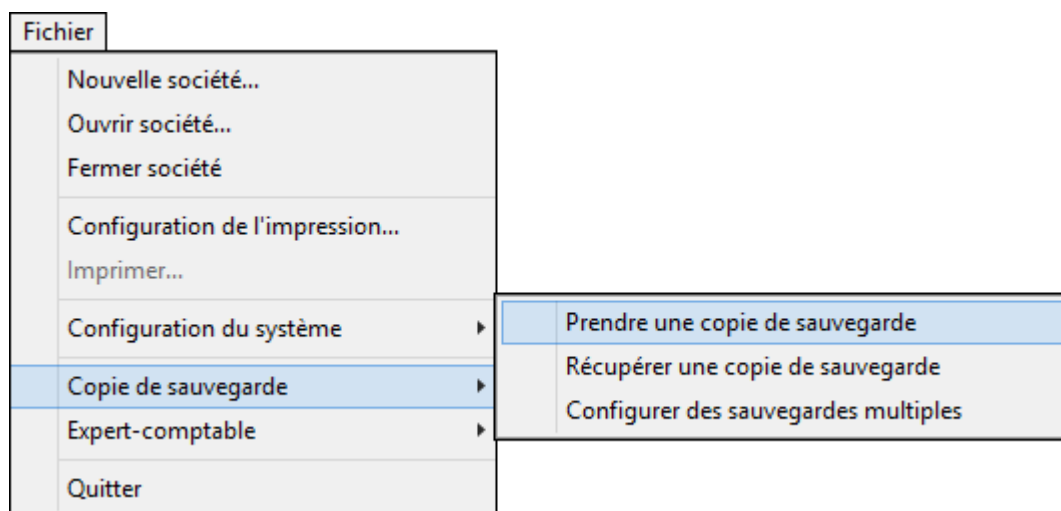 Fichier
Nouvelle société...
Ouvrir société...
Fermer société
Configuration de l'impression...
Imprimer...
Configuration du système
Copie de sauvegarde
Expert-comptable
Quitter
Prendre une copie de sauvegarde
Récupérer une copie de sauvegarde
Configurer des sauvegardes multiples